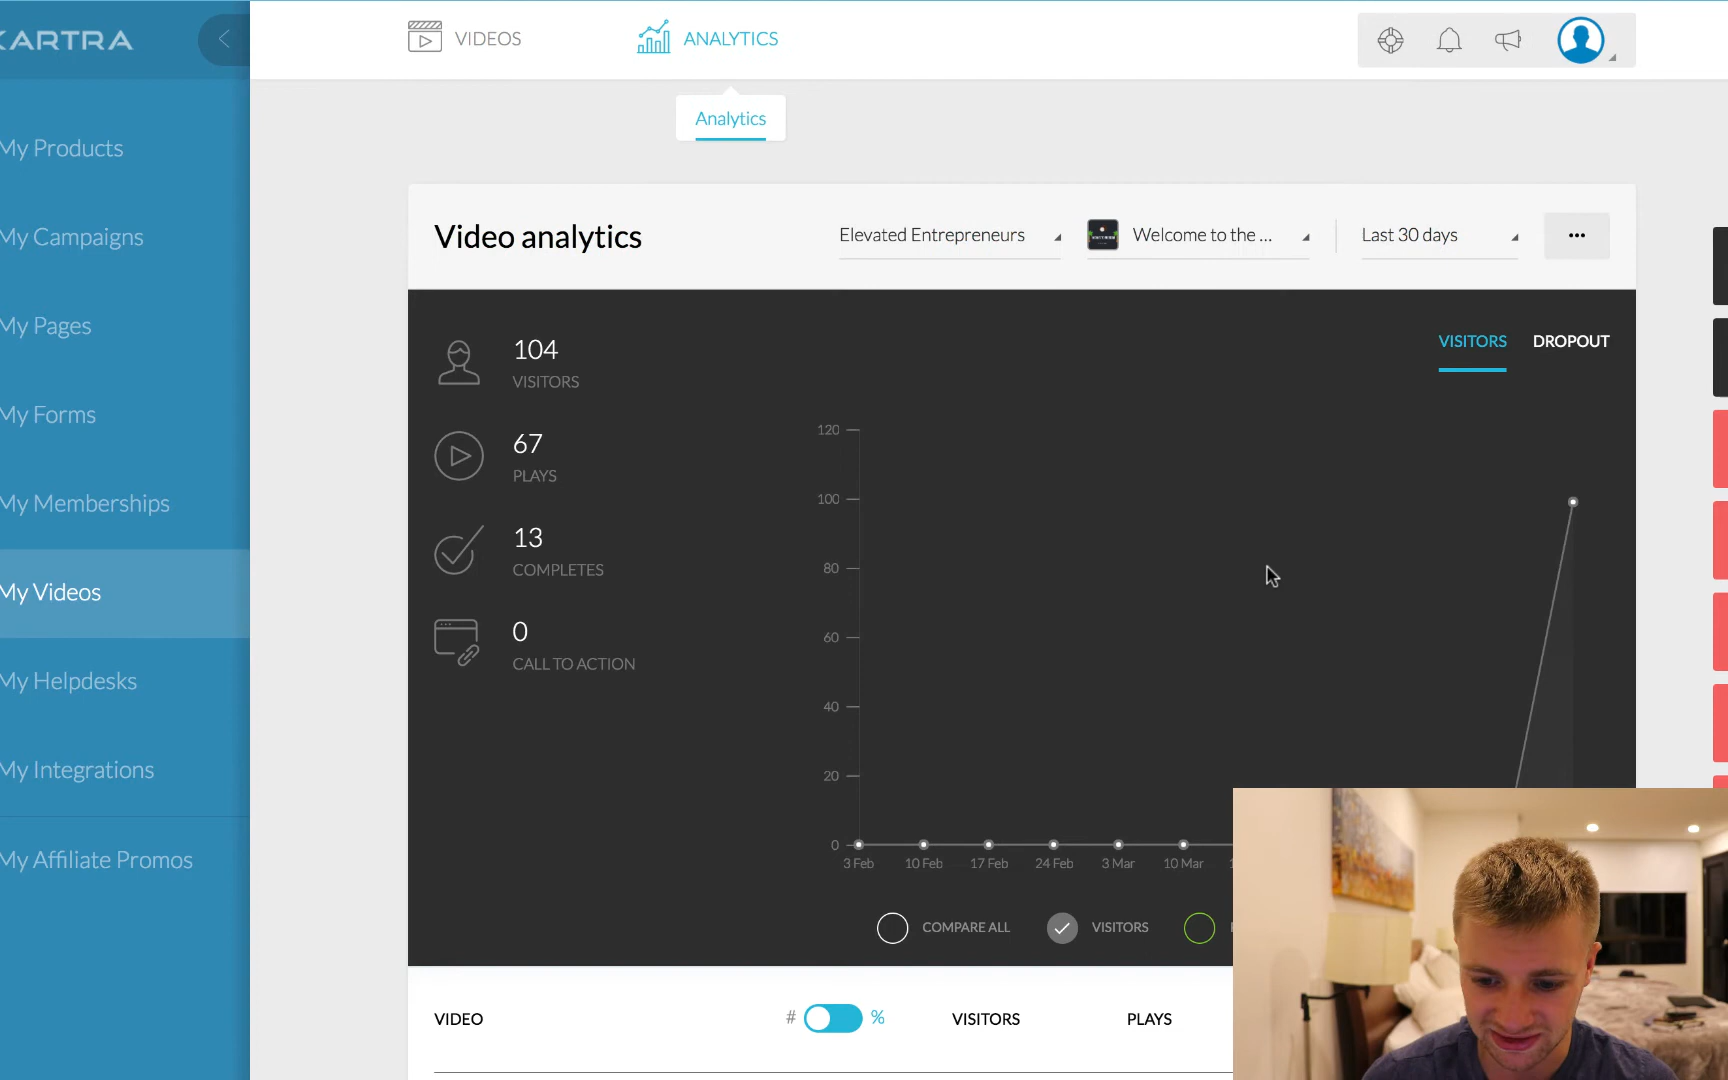 KARTRA
VIDEOS
ANALYTICS
Analytics
My Products
My Campaigns
My Pages
My Forms
My Memberships
My Videos
My Helpdesks
My Integrations
My Affiliate Promos
Video analytics
Elevated Entrepreneurs
Welcome to the ...
Last 30 days
104
VISITORS
67
PLAYS
13
COMPLETES
0
CALL TO ACTION
VISITORS
DROPOUT
120
100
80
60
40
20
0
3 Feb
10 Feb
17 Feb
24 Feb
3 Mar
10 Mar
COMPARE ALL
VISITORS
VIDEO
#
%
VISITORS
PLAYS